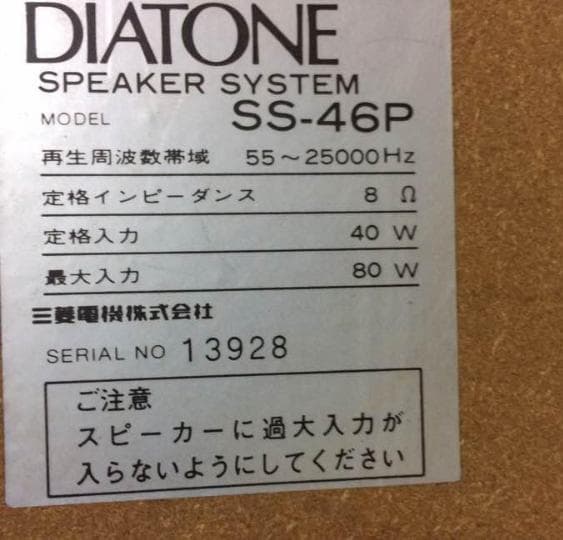 DIATONE
SPEAKER SYSTEM
MODEL SS-46P
再生周波数帯域 55~25000Hz
定格インピーダンス 8 Ω
定格入力 40 W
最大入力 80 W
三菱電機株式会社
SERIAL NO 13928
ご注意
スピーカーに過大入力が
入らないようにしてください